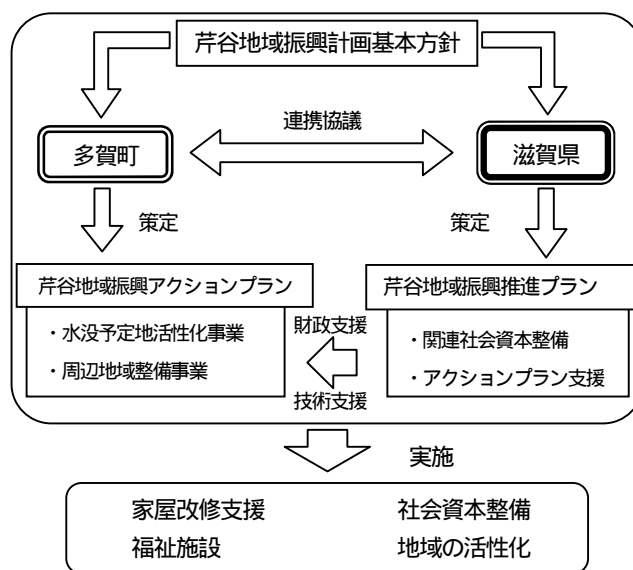 芹谷地域振興計画基本方針
連携協議
多賀町
滋賀県
策定
策定
芹谷地域振興アクションプラン
・水没予定地活性化事業
・周辺地域整備事業
財政支援
技術支援
芹谷地域振興推進プラン
・関連社会資本整備
・アクションプラン支援
実施
家屋改修支援 社会資本整備
福祉施設 地域の活性化